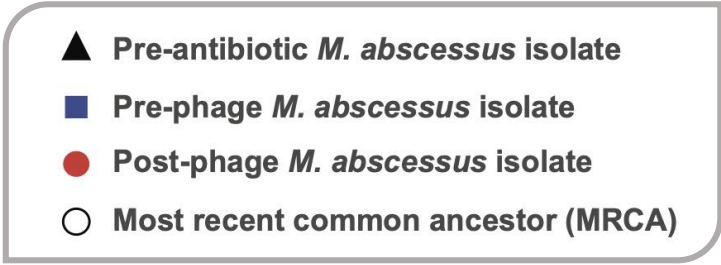 Pre-antibiotic M. abscessus isolate
Pre-phage M. abscessus isolate
Post-phage M. abscessus isolate
Most recent common ancestor (MRCA)